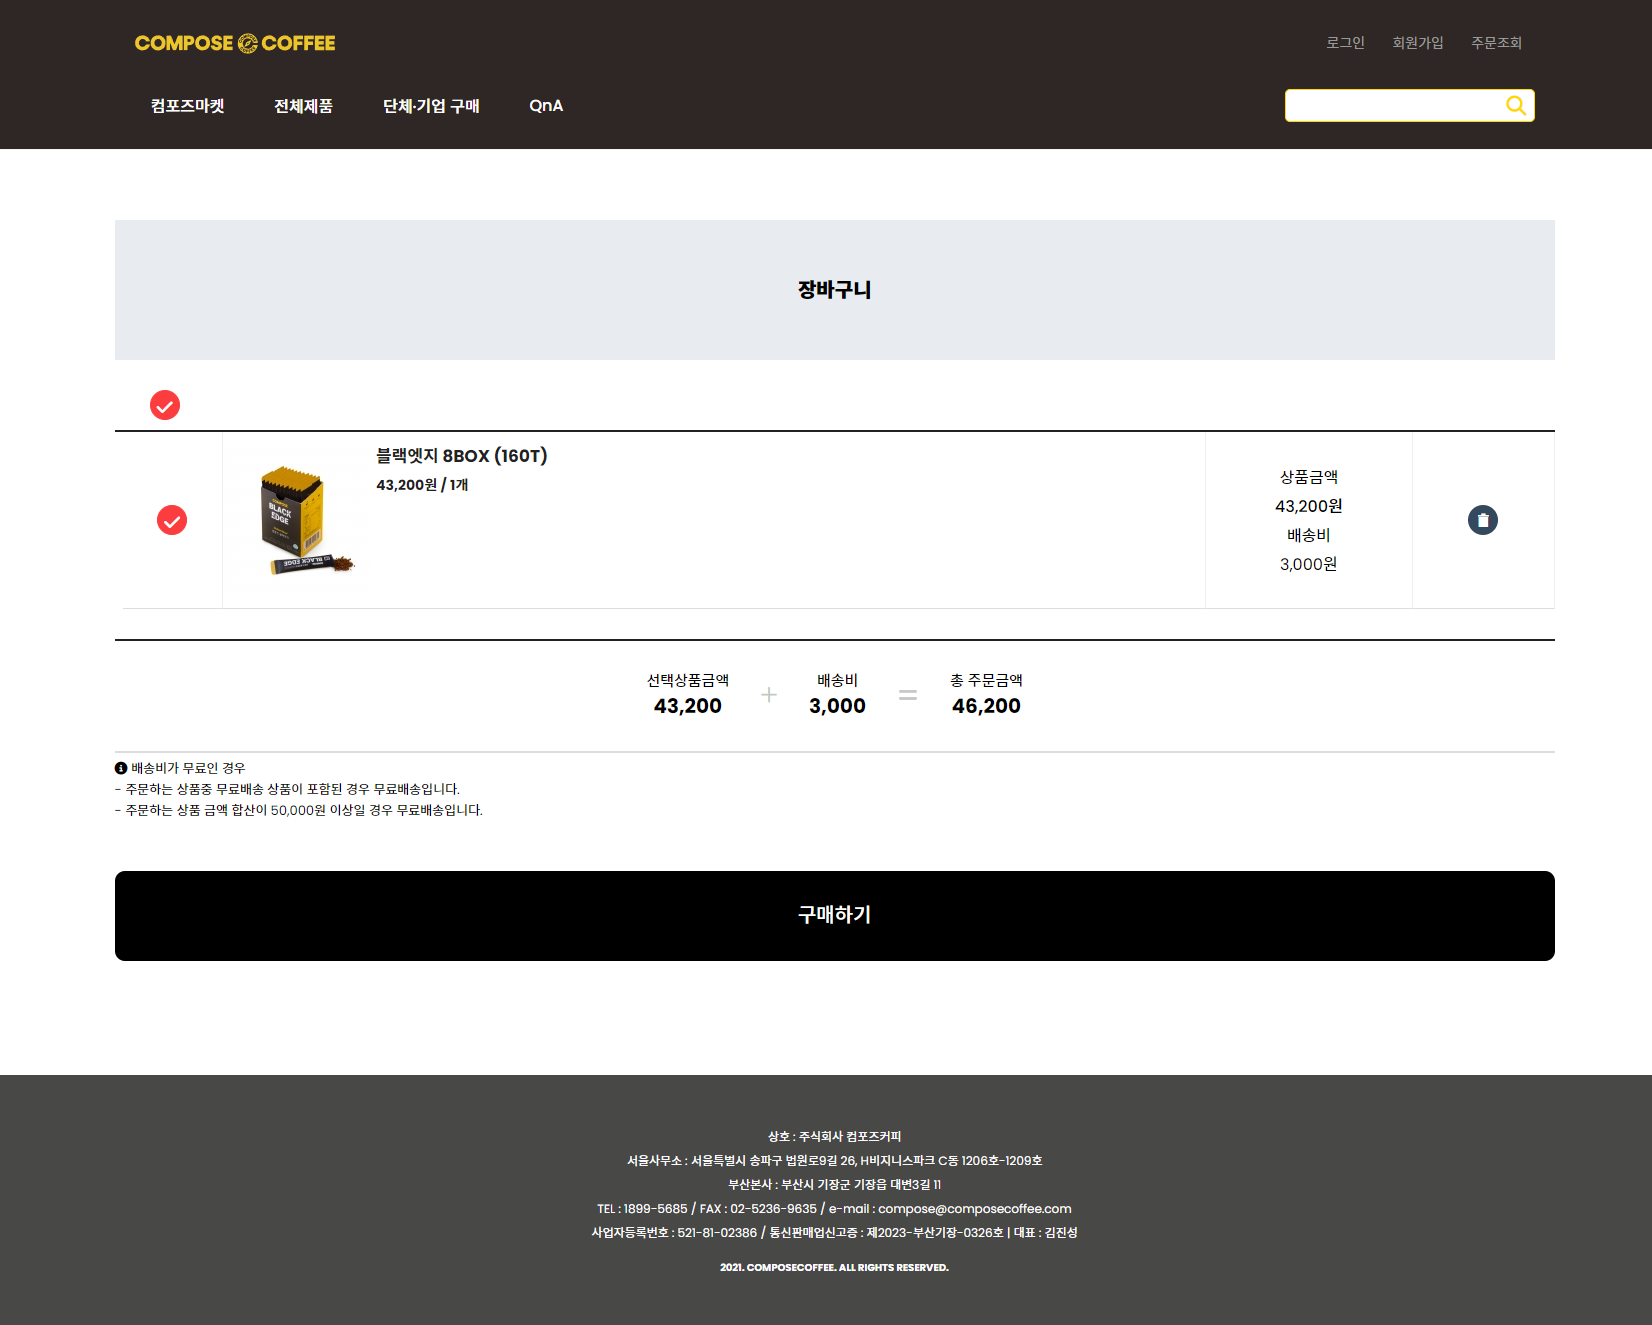 COMPOSE COFFEE
로그인 회원가입 주문조회
컴포즈마켓 전체제품 단체·기업 구매 QnA
장바구니
블랙엣지 8BOX (160T)
43,200원 / 1개
COMPOSE
BLACK
EDGE
BLACK EDGE
상품금액
43,200원
배송비
3,000원
선택상품금액 배송비 총 주문금액
43,200 + 3,000 = 46,200
배송비가 무료인 경우
- 주문하는 상품중 무료배송 상품이 포함된 경우 무료배송입니다.
- 주문하는 상품 금액 합산이 50,000원 이상일 경우 무료배송입니다.
구매하기
상호 : 주식회사 컴포즈커피
서울사무소 : 서울특별시 송파구 법원로9길 26, H비지니스파크 C동 1206호-1209호
부산본사 : 부산시 기장군 기장읍 대변3길 11
TEL : 1899-5685 / FAX : 02-5236-9635 / e-mail : compose@composecoffee.com
사업자등록번호 : 521-81-02386 / 통신판매업신고증 : 제2023-부산기장-0326호 | 대표 : 김진성
2021. COMPOSECOFFEE. ALL RIGHTS RESERVED.